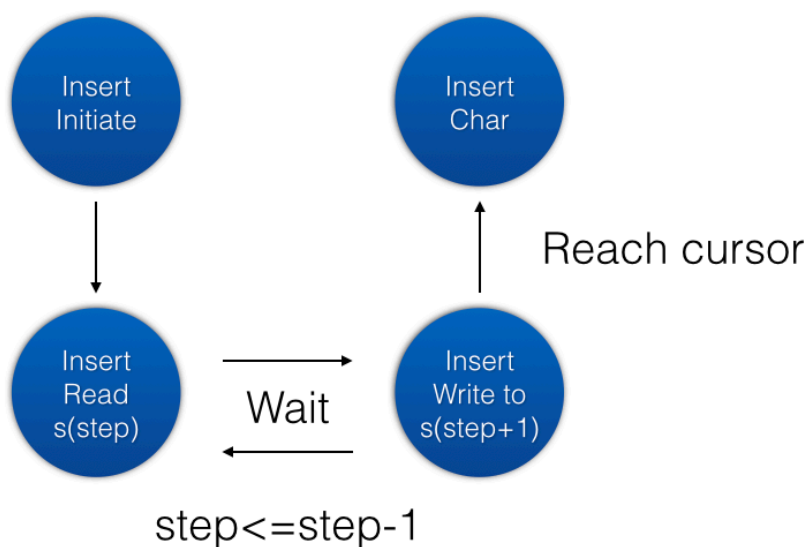 Insert
Initiate
Insert
Char
Reach cursor
Insert
Read
s(step)
Wait
Insert
Write to
s(step+1)
step<=step-1